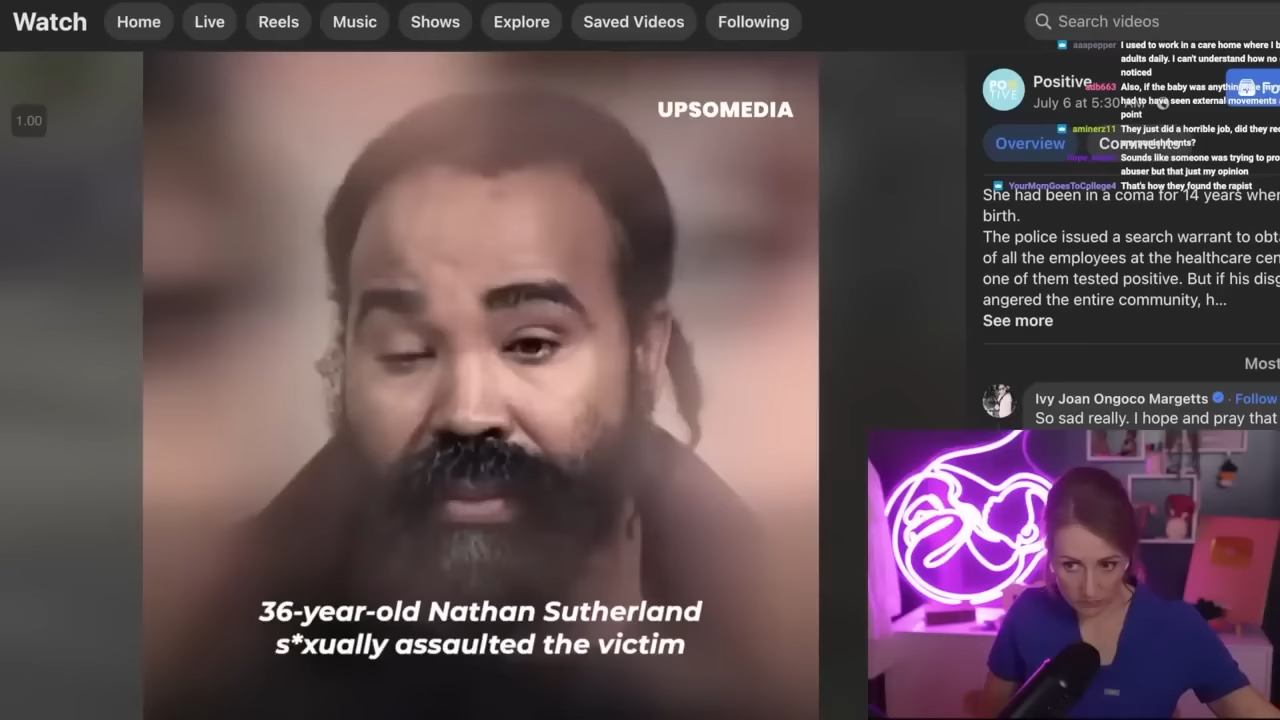 Watch
Home
Live
Reels
Music
Shows
Explore
Saved Videos
Following
Search videos
1.00
UPSOMEDIA
36-year-old Nathan Sutherland
s*xually assaulted the victim
aaapepper I used to work in a care home where I
adults daily. I can't understand how no
noticed
Also, if the baby was
had to have seen external movements
point
aminerz11 They just did a horrible job, did they
Sounds like someone was trying to
abuser but that just my opinion
YourMomGoesToCpllege4 That's how they found the rapist
Positive
July 6 at 5:30
Overview
Comments
She had been in a coma for 14 years
birth.
The police issued a search warrant to
of all the employees at the healthcare
one of them tested positive. But if his
angered the entire community, h...
See more
Most
Ivy Joan Ongoco Margetts · Follow
So sad really. I hope and pray that